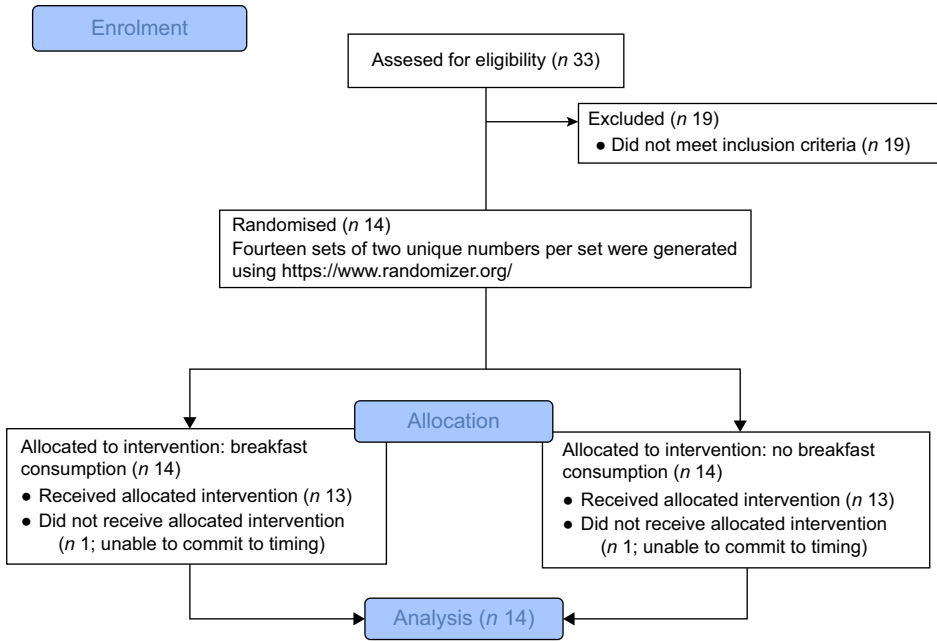 Enrolment
Assesed for eligibility (n 33)
Excluded (n 19)
● Did not meet inclusion criteria (n 19)
Randomised (n 14)
Fourteen sets of two unique numbers per set were generated
using https://www.randomizer.org/
Allocation
Allocated to intervention: breakfast
consumption (n 14)
● Received allocated intervention (n 13)
● Did not receive allocated intervention
(n 1; unable to commit to timing)
Allocated to intervention: no breakfast
consumption (n 14)
● Received allocated intervention (n 13)
● Did not receive allocated intervention
(n 1; unable to commit to timing)
Analysis (n 14)